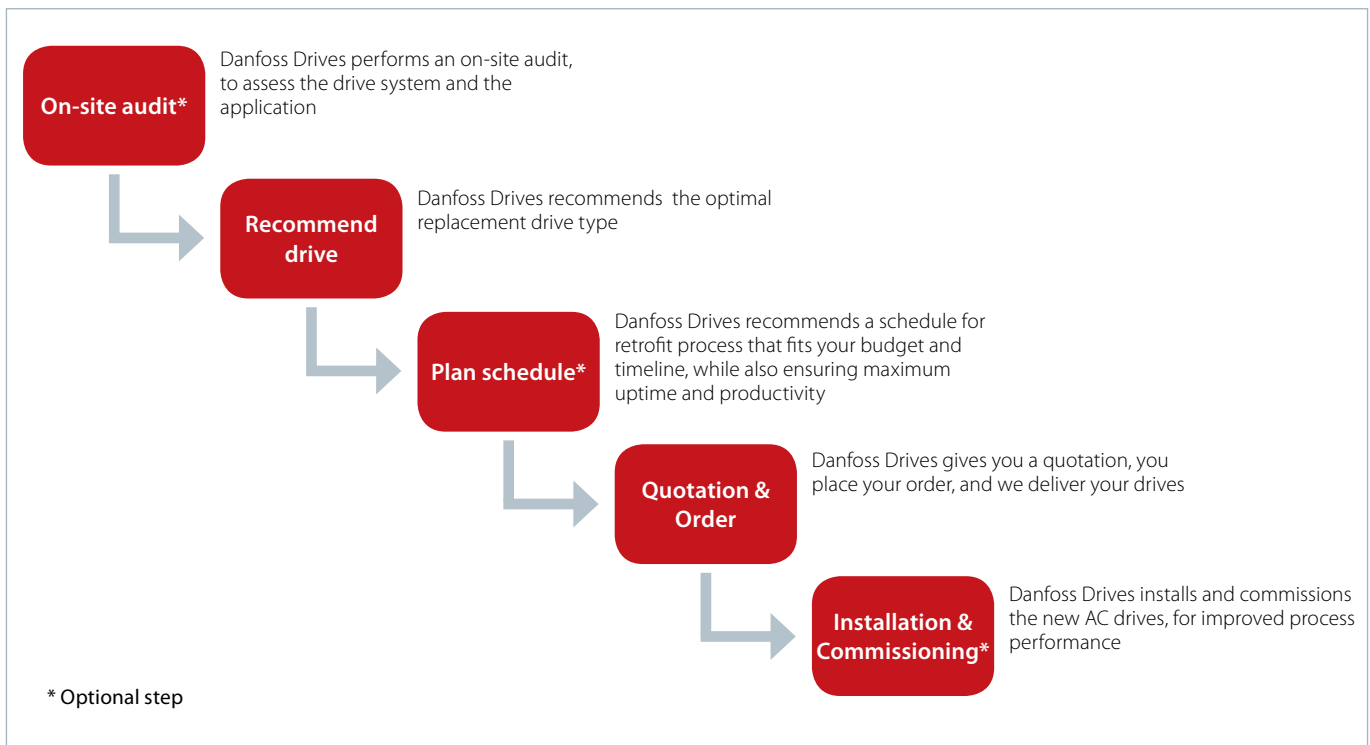 On-site audit*
Danfoss Drives performs an on-site audit,
to assess the drive system and the
application
Recommend
drive
Danfoss Drives recommends the optimal
replacement drive type
Plan schedule*
Danfoss Drives recommends a schedule for
retrofit process that fits your budget and
timeline, while also ensuring maximum
uptime and productivity
Quotation &
Order
Danfoss Drives gives you a quotation, you
place your order, and we deliver your drives
Installation &
Commissioning*
Danfoss Drives installs and commissions
the new AC drives, for improved process
performance
* Optional step